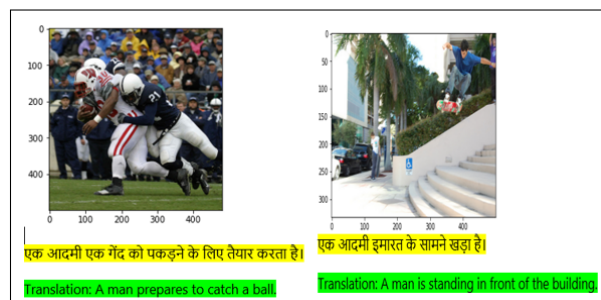 0
100
200
300
400
0 100 200 300 400
21
एक आदमी एक गेंद को पकड़ने के लिए तैयार करता है।
Translation: A man prepares to catch a ball.
0
50
100
150
200
250
300
0 100 200 300 400
एक आदमी इमारत के सामने खड़ा है।
Translation: A man is standing in front of the building.